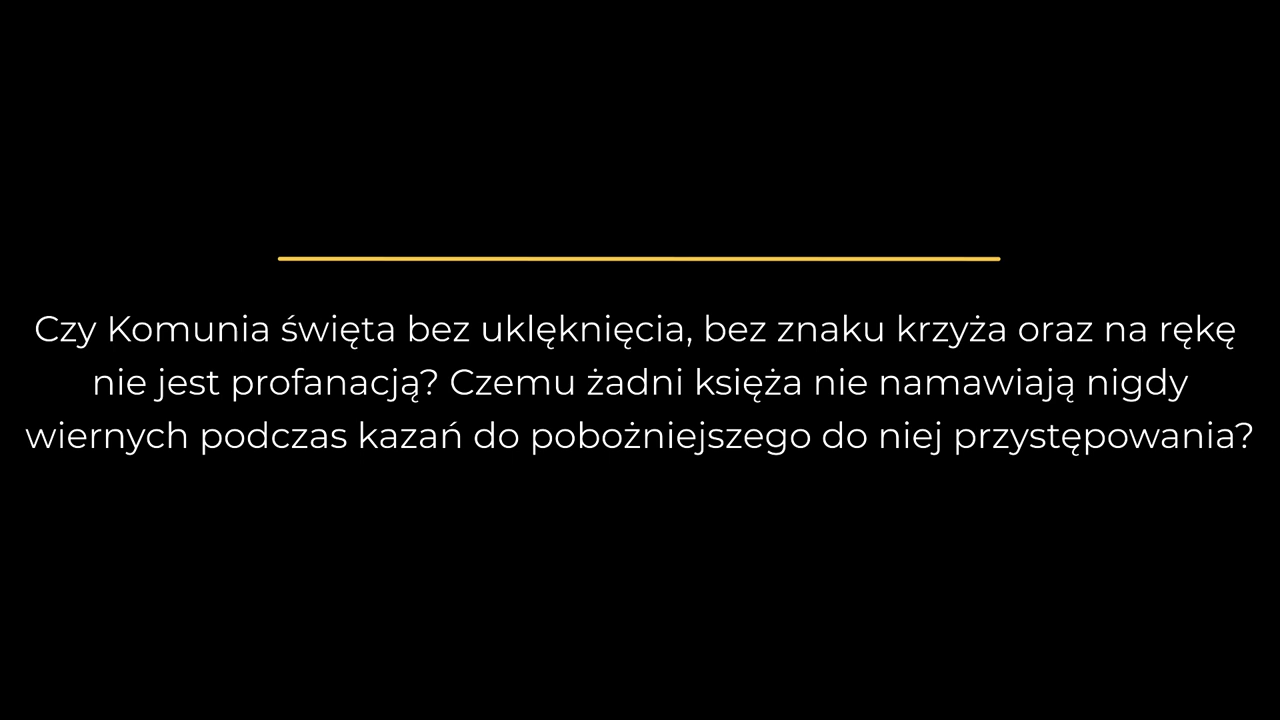 Czy Komunia święta bez uklęknięcia, bez znaku krzyża oraz na rękę
nie jest profanacją? Czemu żadni księża nie namawiają nigdy
wiernych podczas kazań do pobożniejszego do niej przystępowania?